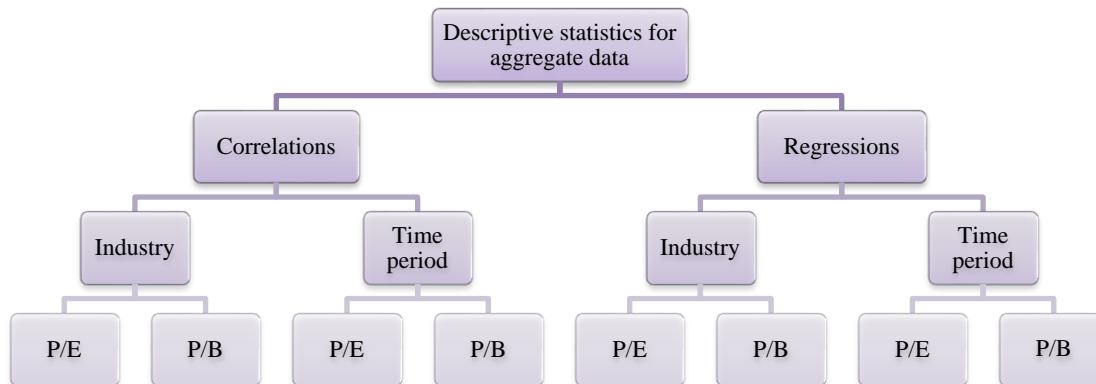 Descriptive statistics for
aggregate data
Correlations
Regressions
Industry
Time
period
Industry
Time
period
P/E
P/B
P/E
P/B
P/E
P/B
P/E
P/B